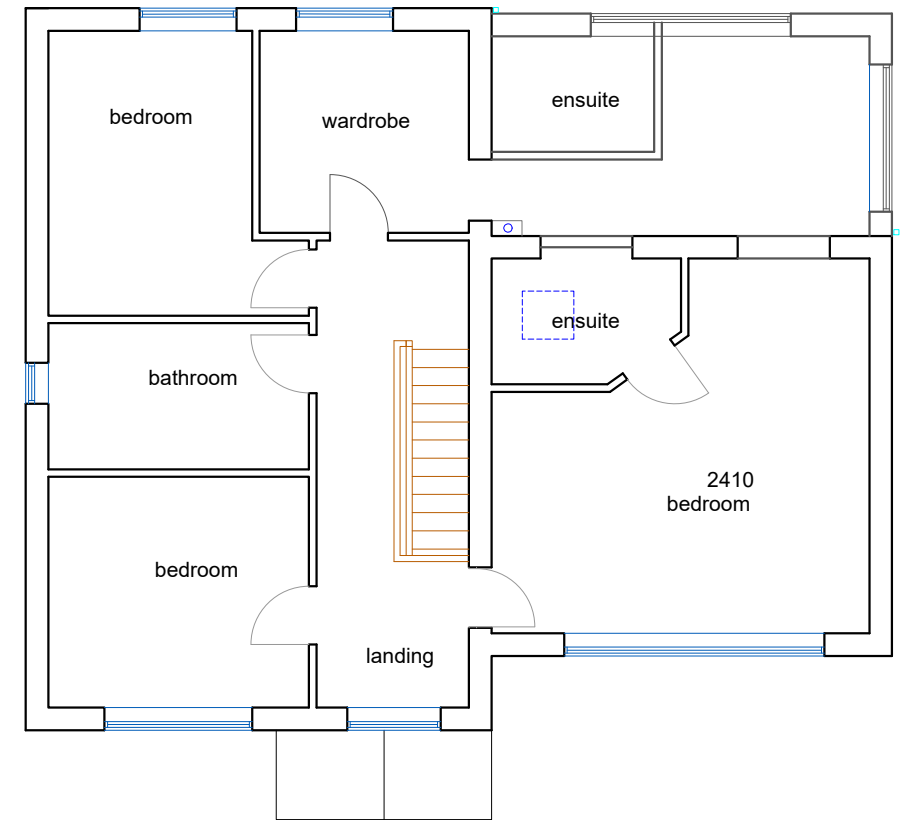 ensuite
bedroom
wardrobe
ensuite
bathroom
2410
bedroom
bedroom
landing